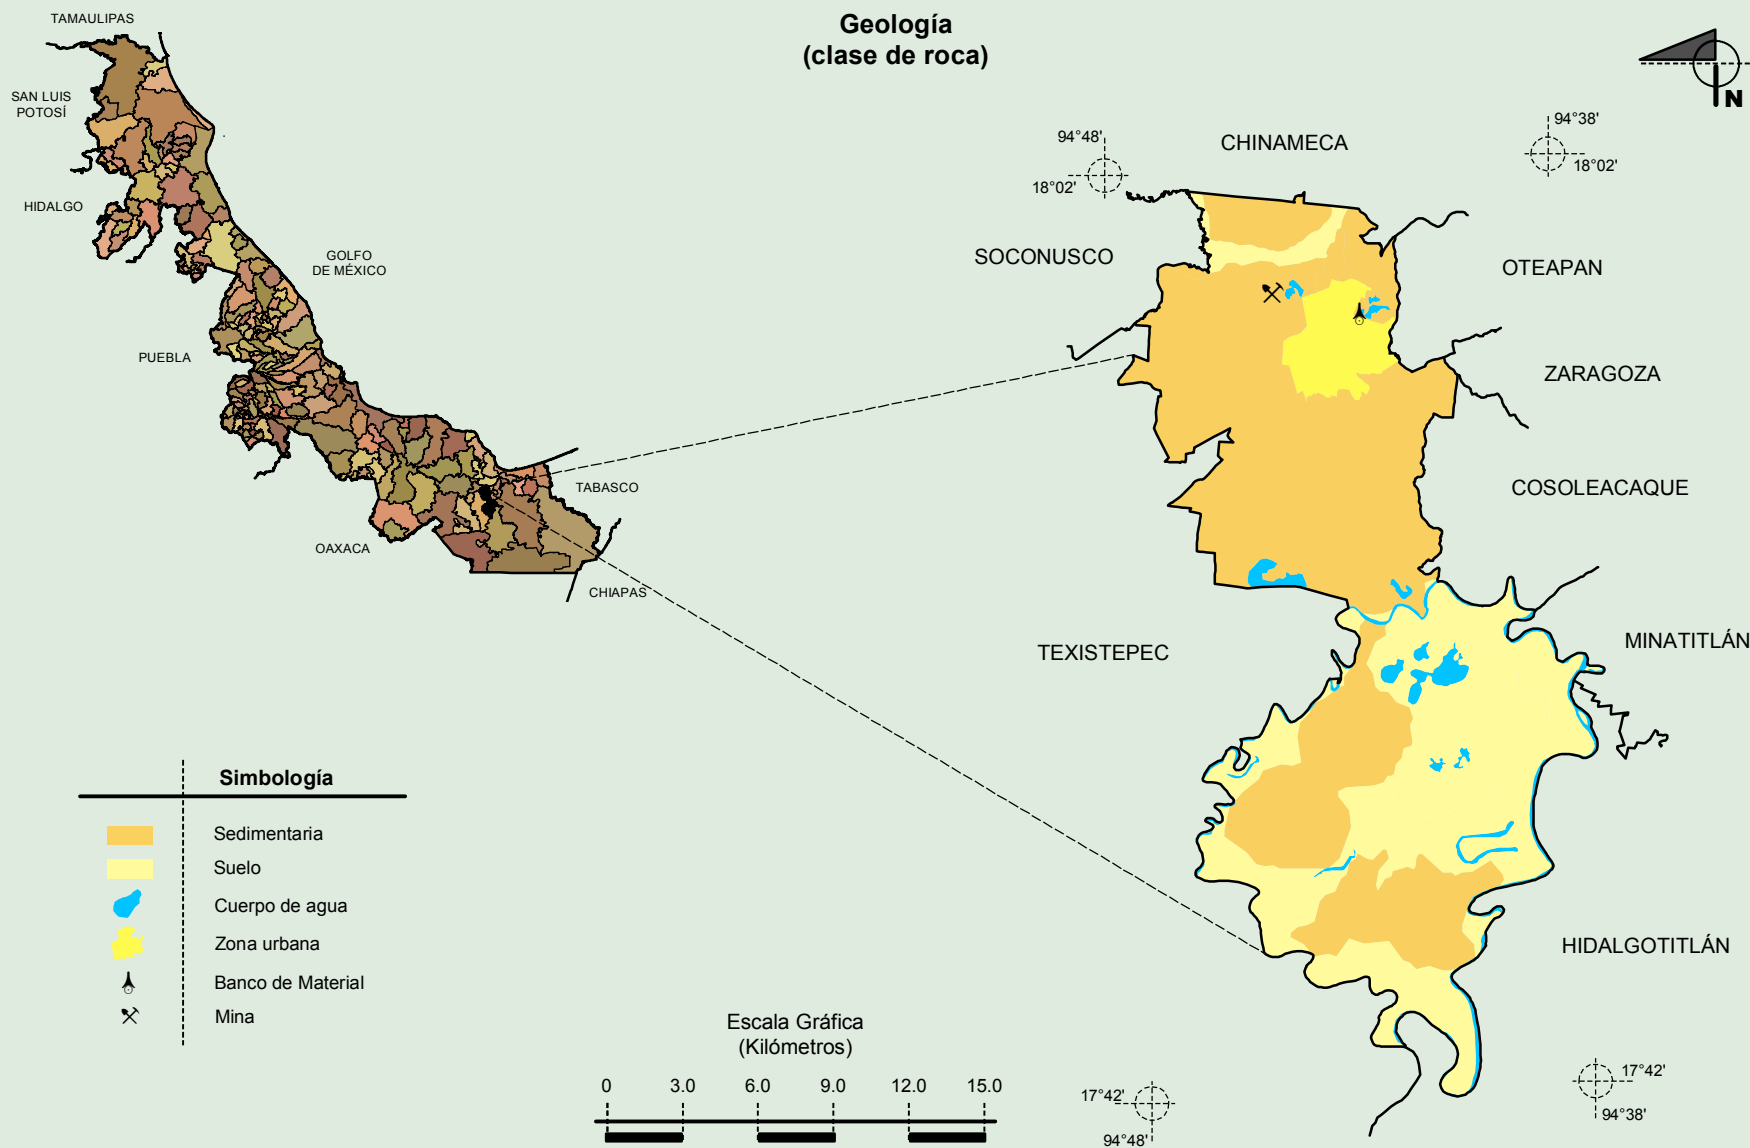 Geología
(clase de roca)
TAMAULIPAS
SAN LUIS
POTOSÍ
HIDALGO
GOLFO
DE MÉXICO
PUEBLA
TABASCO
OAXACA
CHIAPAS
N
94°48'
18°02'
94°38'
18°02'
CHINAMECA
SOCONUSCO
OTEAPAN
ZARAGOZA
COSOLEACAQUE
TEXISTEPEC
MINATITLÁN
HIDALGOTITLÁN
Simbología
Sedimentaria
Suelo
Cuerpo de agua
Zona urbana
Banco de Material
Mina
Escala Gráfica
(Kilómetros)
0 3.0 6.0 9.0 12.0 15.0
17°42'
94°48'
17°42'
94°38'